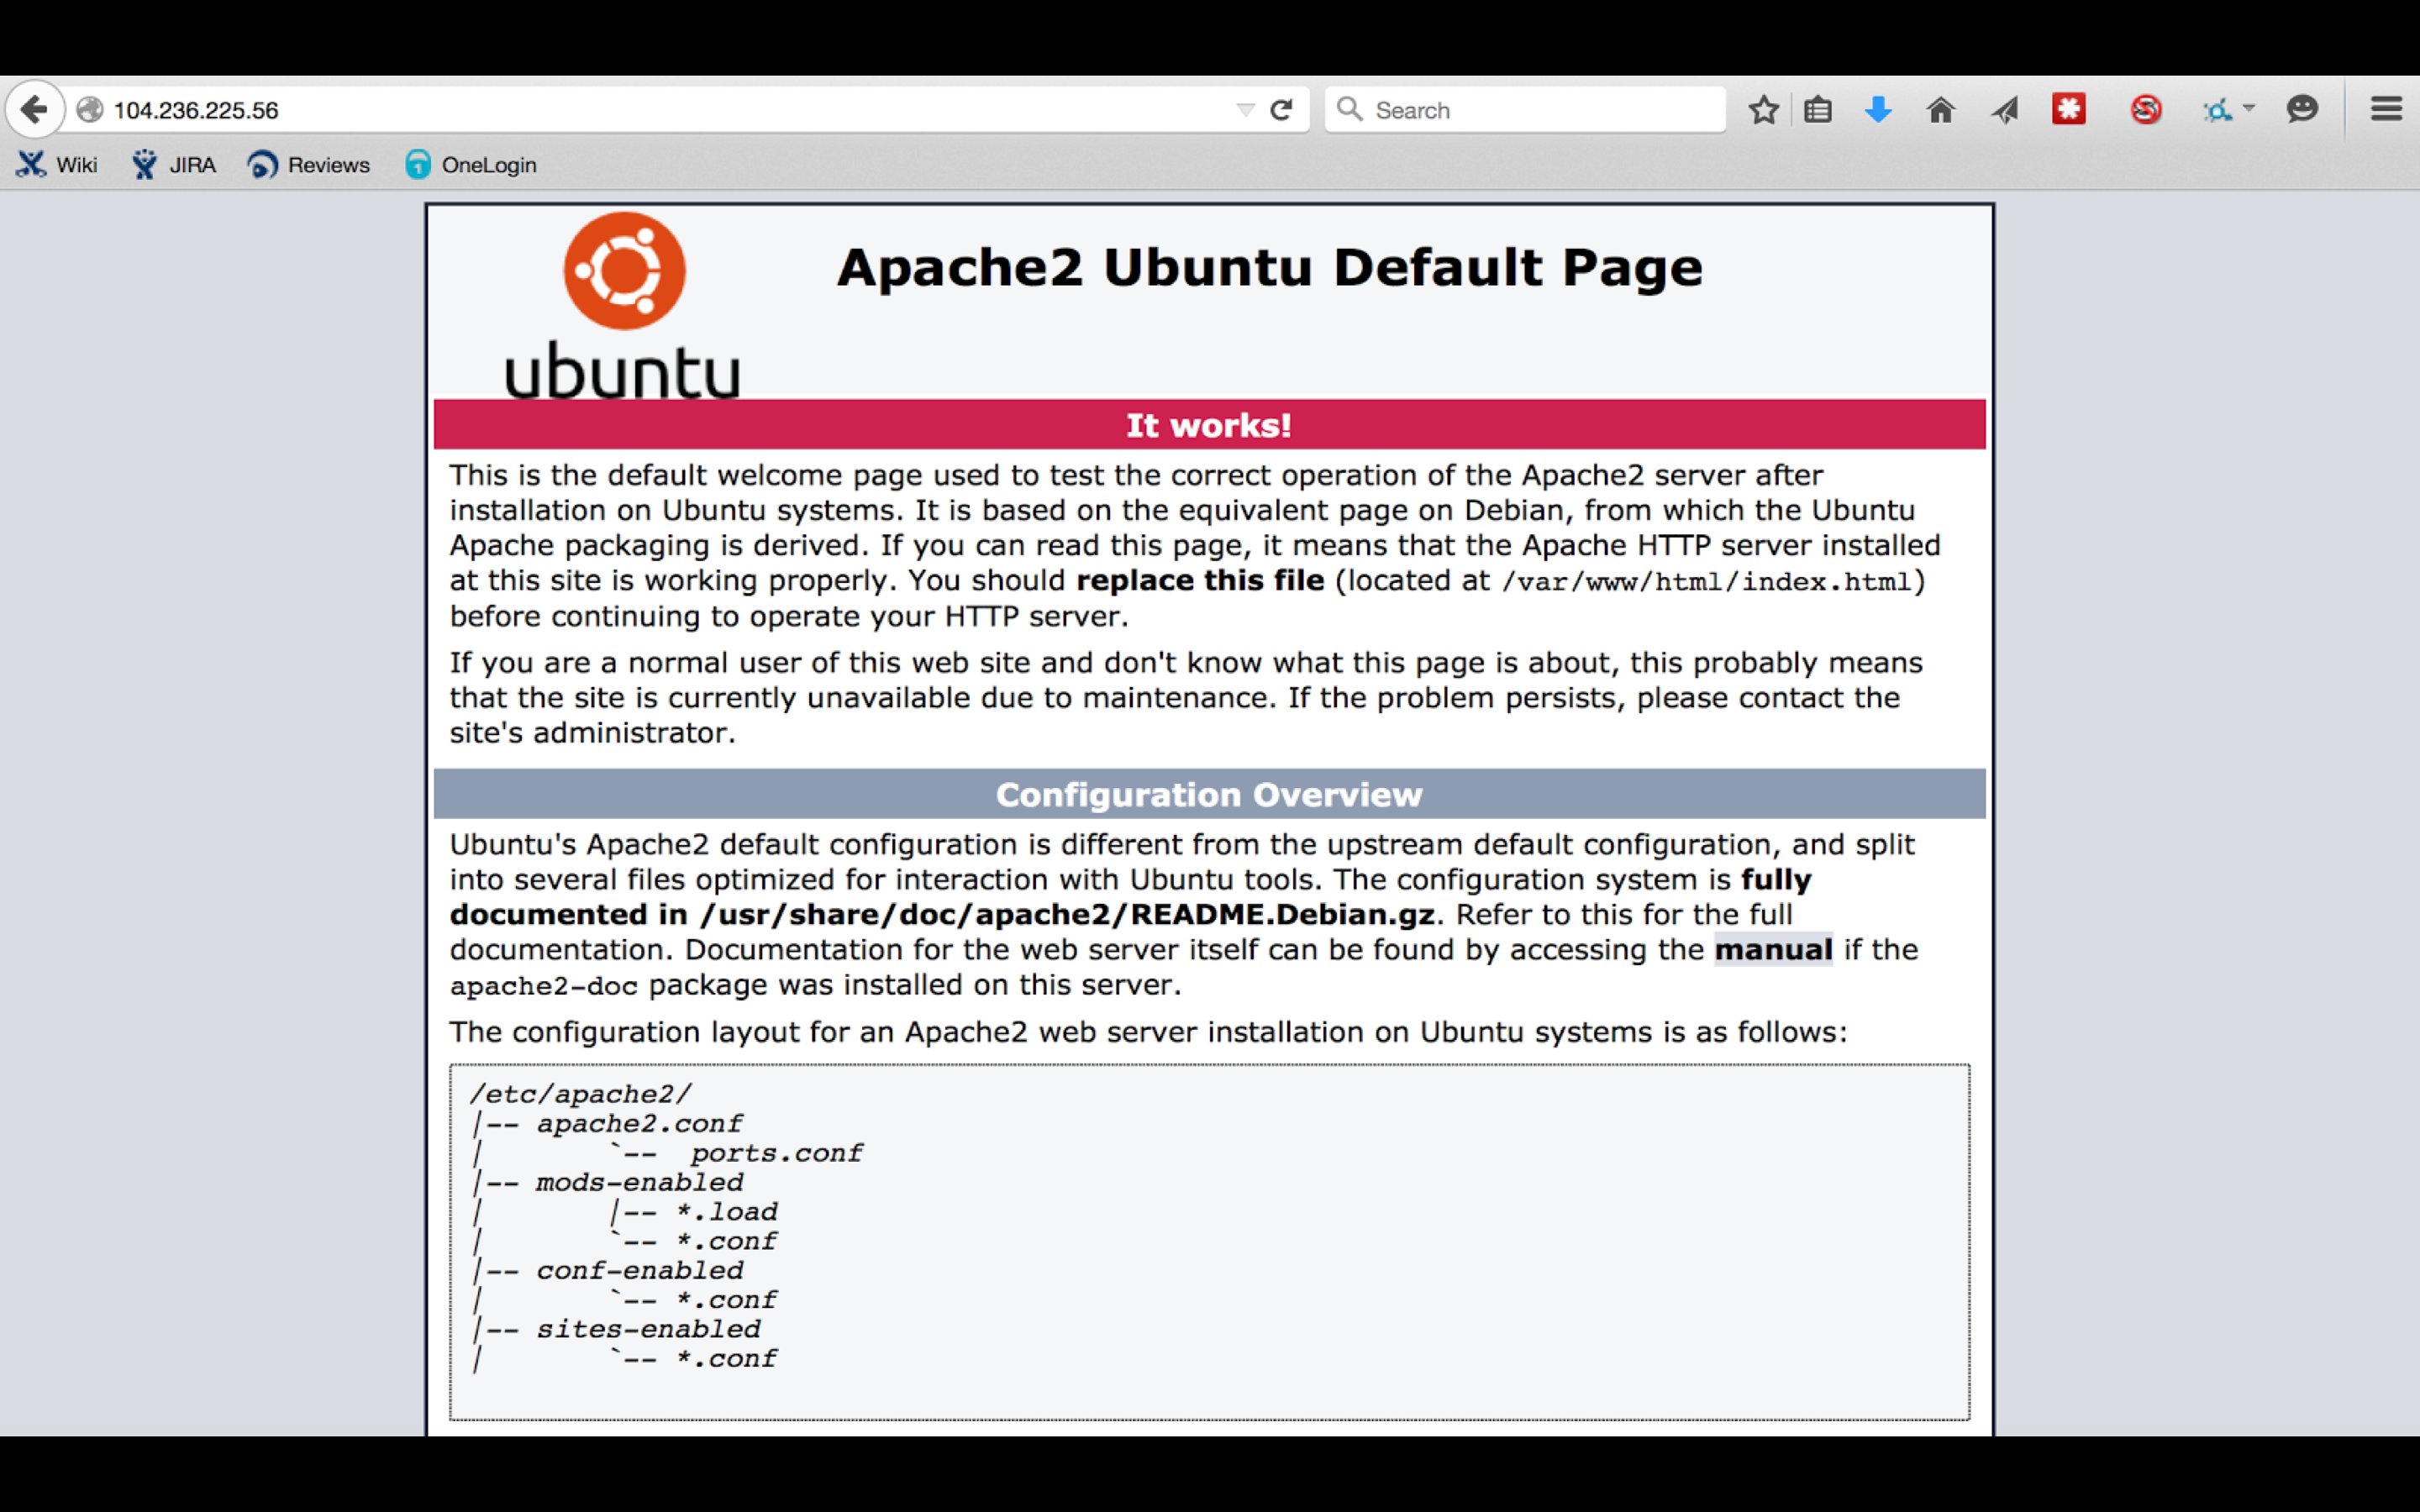 104.236.225.56
Search
Wiki JIRA Reviews OneLogin
ubuntu
Apache2 Ubuntu Default Page
It works!
This is the default welcome page used to test the correct operation of the Apache2 server after
installation on Ubuntu systems. It is based on the equivalent page on Debian, from which the Ubuntu
Apache packaging is derived. If you can read this page, it means that the Apache HTTP server installed
at this site is working properly. You should replace this file (located at /var/www/html/index.html)
before continuing to operate your HTTP server.
If you are a normal user of this web site and don't know what this page is about, this probably means
that the site is currently unavailable due to maintenance. If the problem persists, please contact the
site's administrator.
Configuration Overview
Ubuntu's Apache2 default configuration is different from the upstream default configuration, and split
into several files optimized for interaction with Ubuntu tools. The configuration system is fully
documented in /usr/share/doc/apache2/README.Debian.gz. Refer to this for the full
documentation. Documentation for the web server itself can be found by accessing the manual if the
apache2-doc package was installed on this server.
The configuration layout for an Apache2 web server installation on Ubuntu systems is as follows:
/etc/apache2/
|-- apache2.conf
|       `--  ports.conf
|-- mods-enabled
|       |-- *.load
|       `-- *.conf
|-- conf-enabled
|       `-- *.conf
|-- sites-enabled
|       `-- *.conf